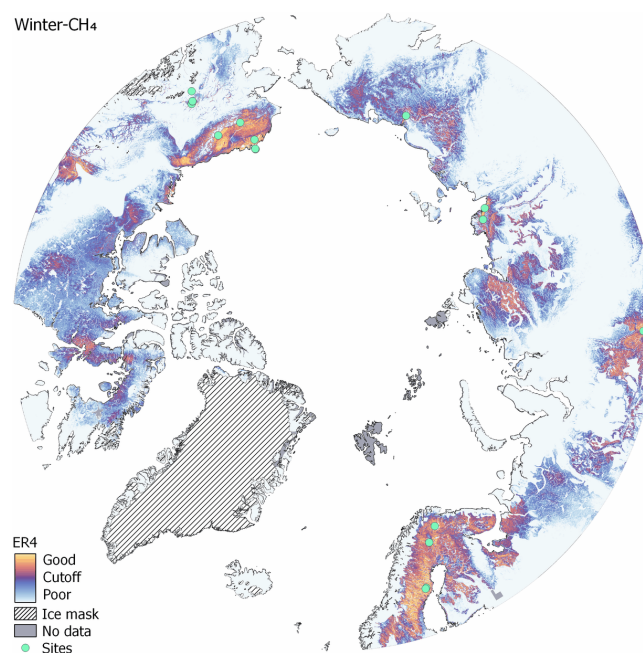 Winter-CH₄
ER4
Good
Cutoff
Poor
Ice mask
No data
Sites